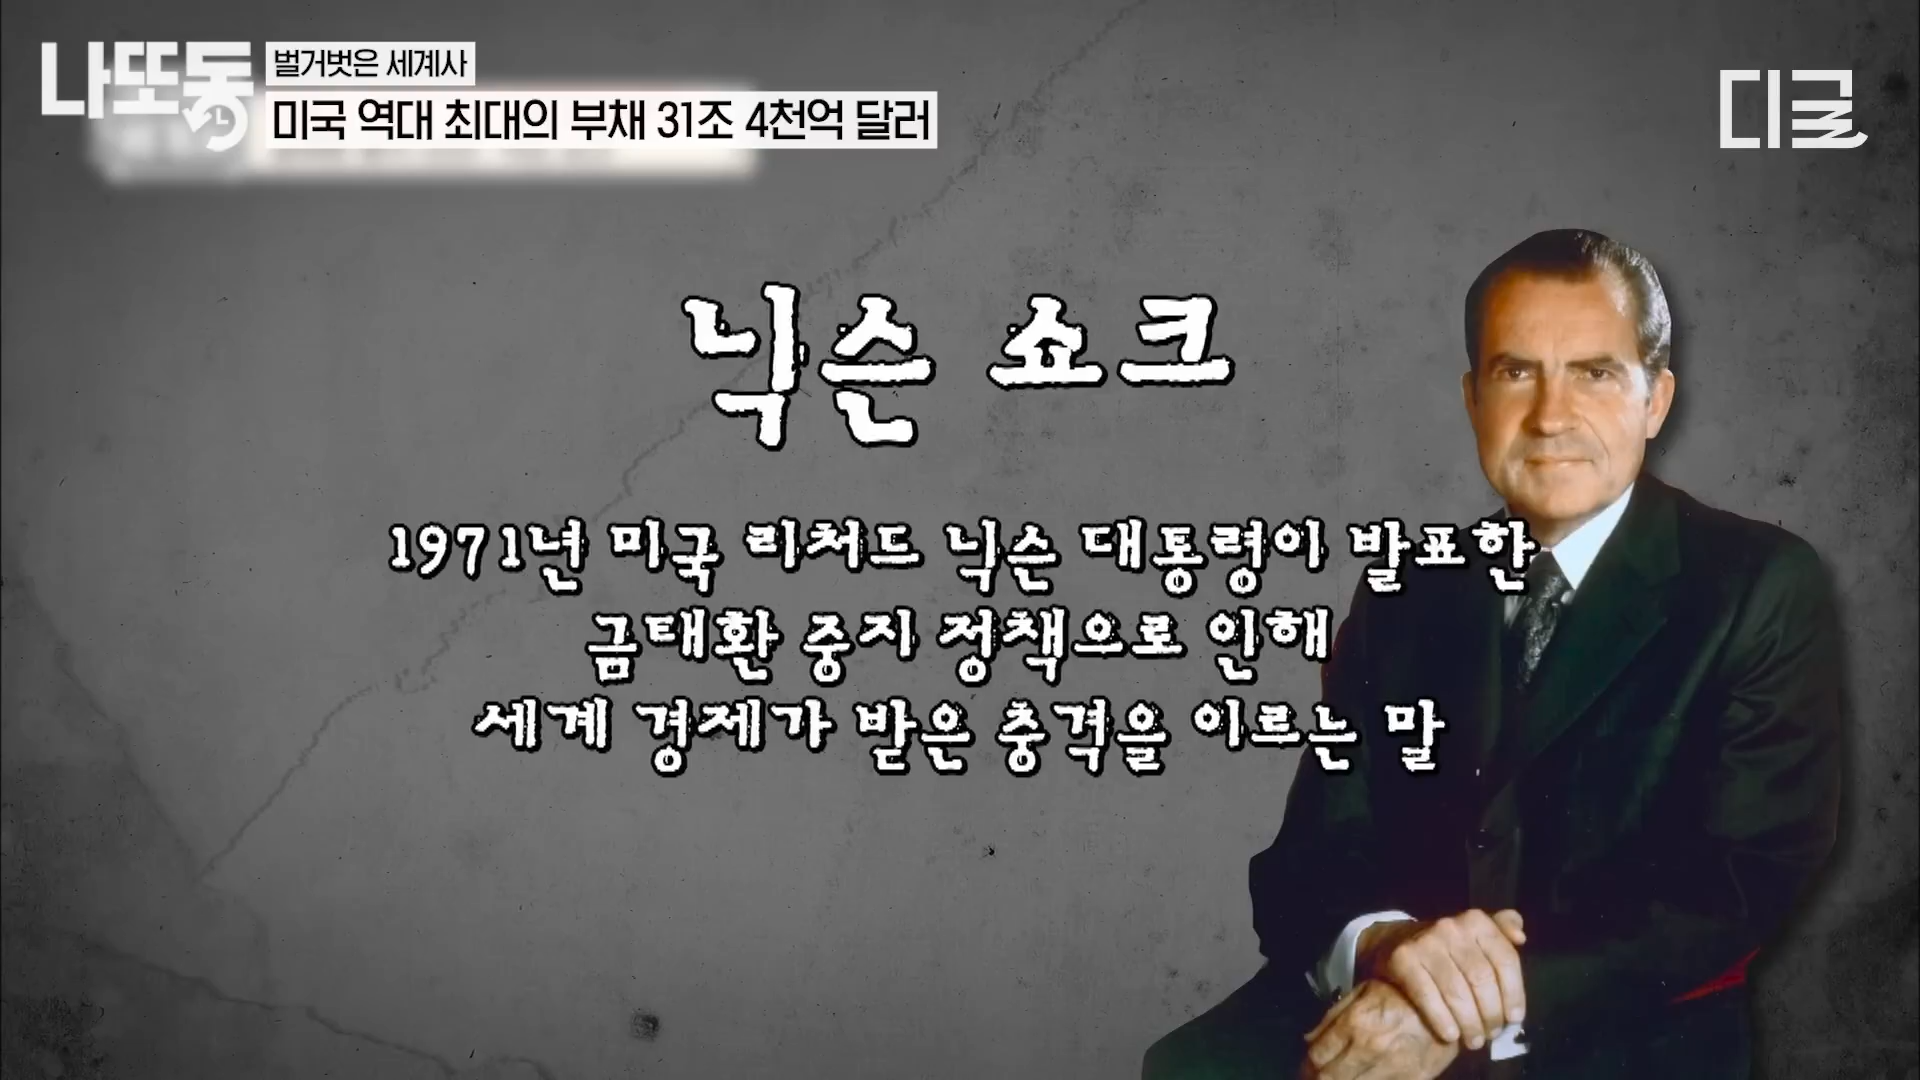 나또동
벌거벗은 세계사
미국 역대 최대의 부채 31조 4천억 달러
디글
닉슨 쇼크
1971년 미국 리처드 닉슨 대통령이 발표한
금태환 중지 정책으로 인해
세계 경제가 받은 충격을 이르는 말